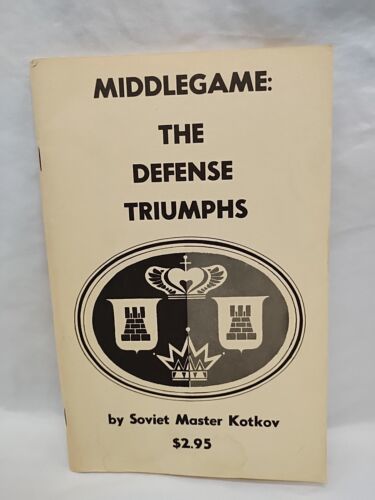 MIDDLEGAME:
THE
DEFENSE
TRIUMPHS
by Soviet Master Kotkov
$2.95